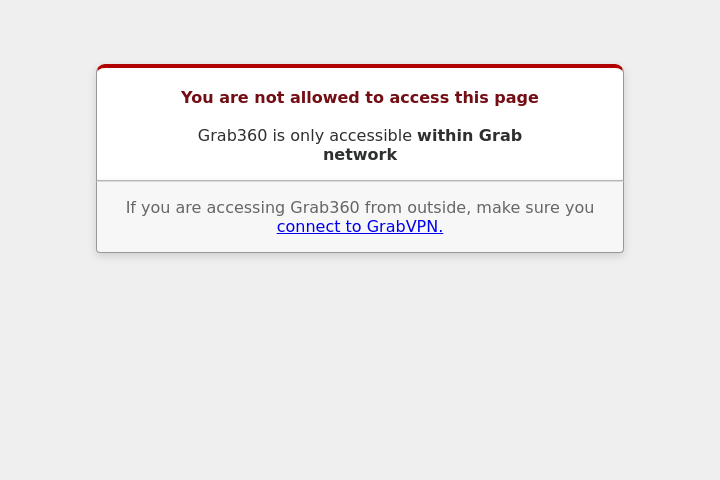 You are not allowed to access this page
Grab360 is only accessible within Grab
network
If you are accessing Grab360 from outside, make sure you
connect to GrabVPN.